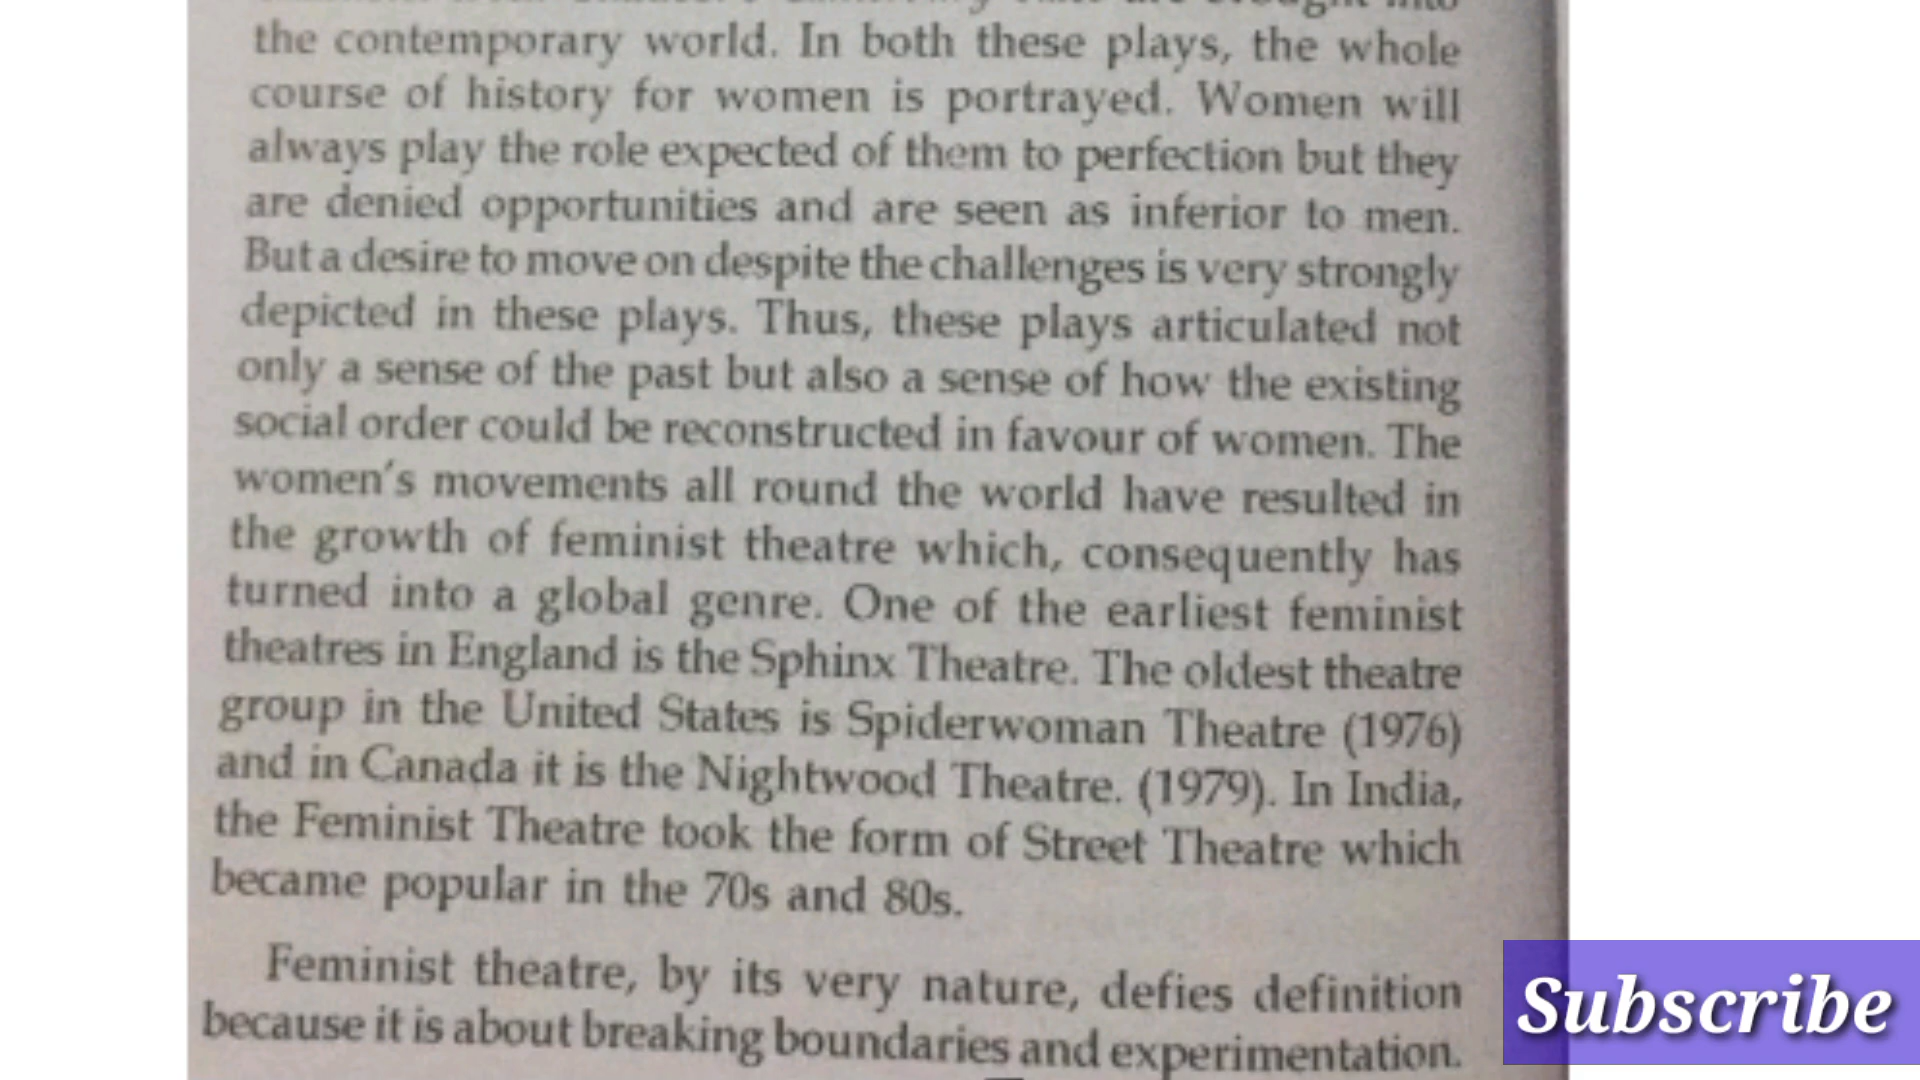 the contemporary world. In both these plays, the whole
course of history for women is portrayed. Women will
always play the role expected of them to perfection but they
are denied opportunities and are seen as inferior to men.
But a desire to move on despite the challenges is very strongly
depicted in these plays. Thus, these plays articulated not
only a sense of the past but also a sense of how the existing
social order could be reconstructed in favour of women. The
women's movements all round the world have resulted in
the growth of feminist theatre which, consequently has
turned into a global genre. One of the earliest feminist
theatres in England is the Sphinx Theatre. The oldest theatre
group in the United States is Spiderwoman Theatre (1976)
and in Canada it is the Nightwood Theatre. (1979). In India,
the Feminist Theatre took the form of Street Theatre which
became popular in the 70s and 80s.
Feminist theatre, by its very nature, defies definition
because it is about breaking boundaries and experimentation.
Subscribe